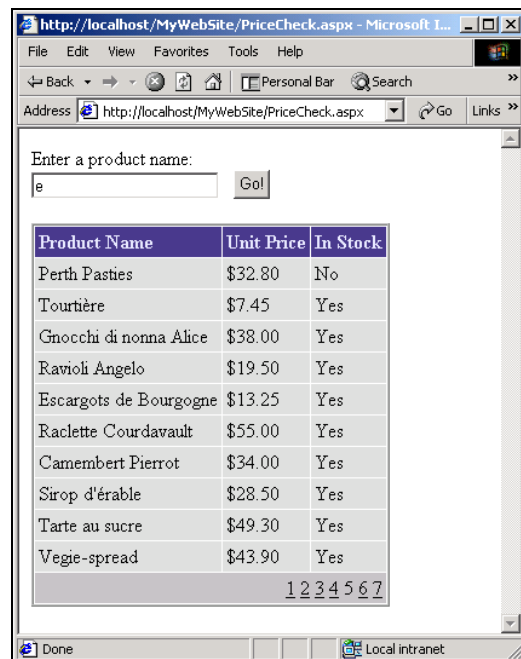 http://localhost/MyWebSite/PriceCheck.aspx - Microsoft I...
File Edit View Favorites Tools Help
Back Personal Bar Search »
Address http://localhost/MyWebSite/PriceCheck.aspx Go Links »
Enter a product name:
e Go!
Product Name Unit Price In Stock
Perth Pasties $32.80 No
Tourtière $7.45 Yes
Gnocchi di nonna Alice $38.00 Yes
Ravioli Angelo $19.50 Yes
Escargots de Bourgogne $13.25 Yes
Raclette Courdavault $55.00 Yes
Camembert Pierrot $34.00 Yes
Sirop d'érable $28.50 Yes
Tarte au sucre $49.30 Yes
Vegie-spread $43.90 Yes
1 2 3 4 5 6 7
Done Local intranet